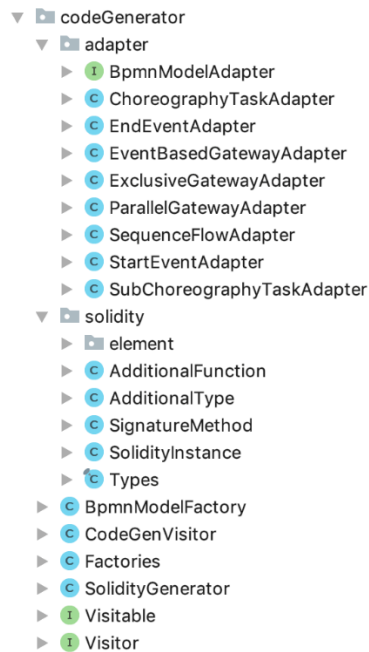 codeGenerator
adapter
I BpmnModelAdapter
C ChoreographyTaskAdapter
C EndEventAdapter
C EventBasedGatewayAdapter
C ExclusiveGatewayAdapter
C ParallelGatewayAdapter
C SequenceFlowAdapter
C StartEventAdapter
C SubChoreographyTaskAdapter
solidity
element
C AdditionalFunction
C AdditionalType
C SignatureMethod
C SolidityInstance
C Types
C BpmnModelFactory
C CodeGenVisitor
C Factories
C SolidityGenerator
I Visitable
I Visitor